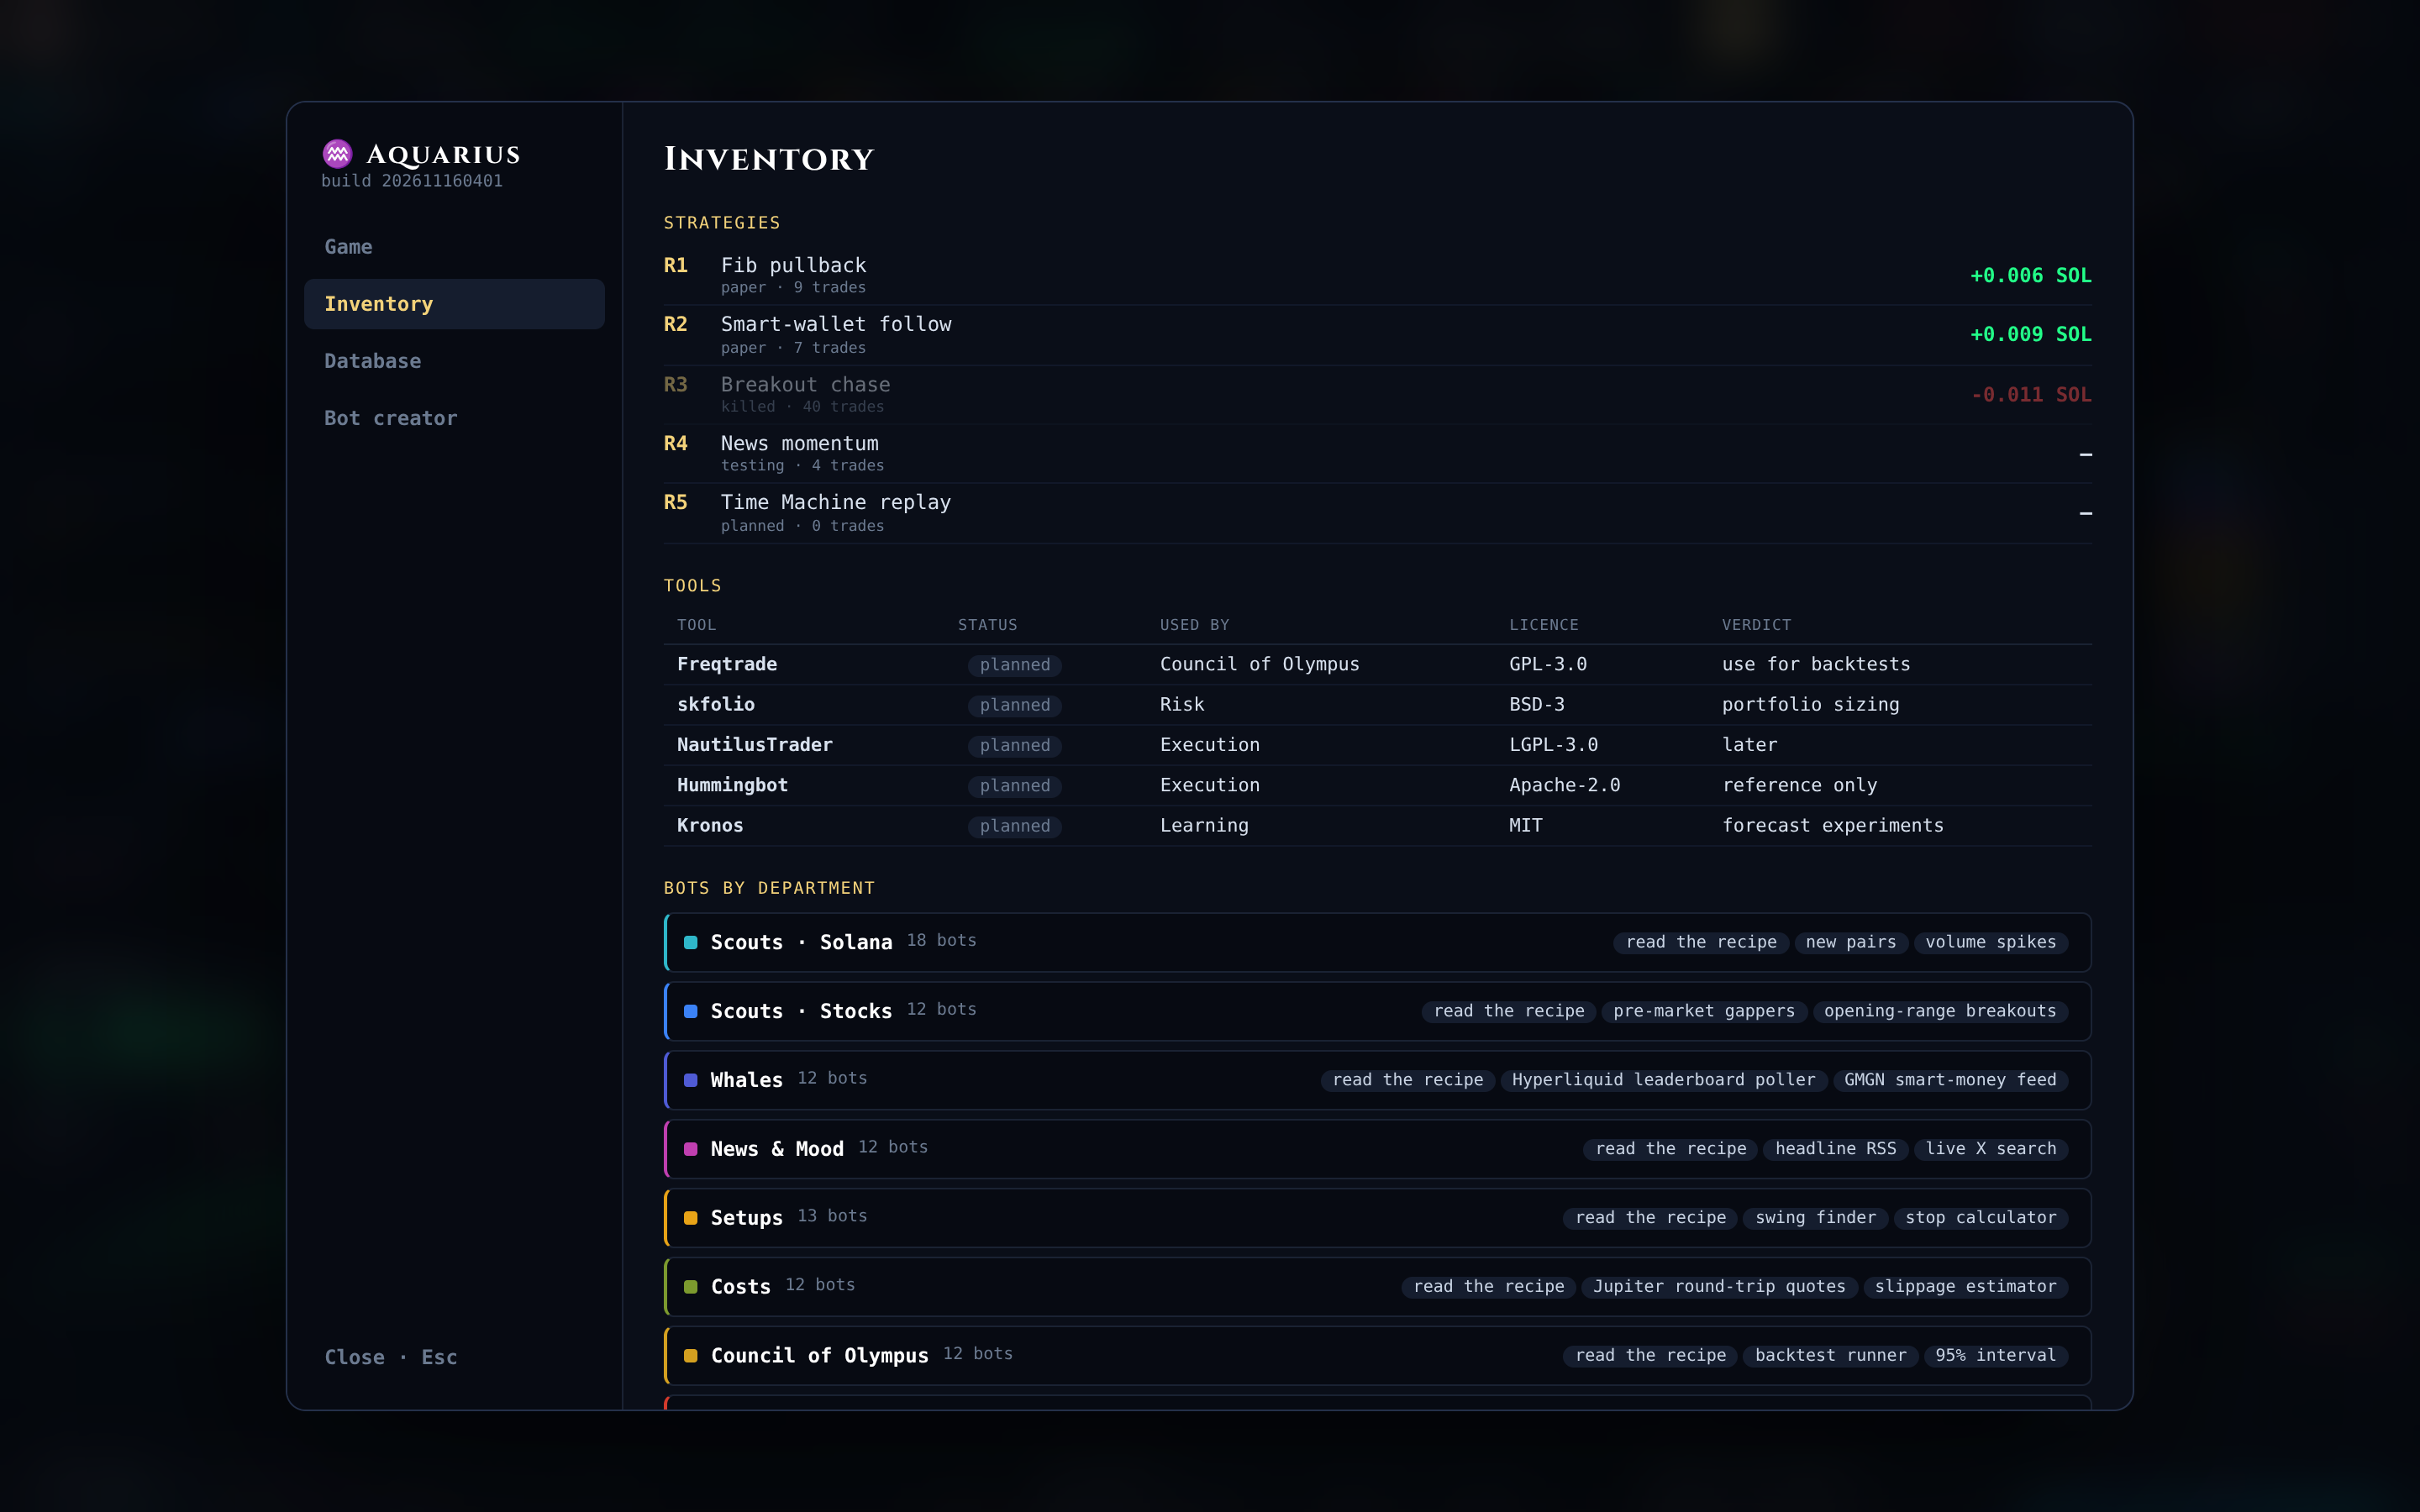 ♒ AQUARIUS
build 202611160401
Game
Inventory
Database
Bot creator
Close · Esc
INVENTORY
STRATEGIES
R1 Fib pullback +0.006 SOL
paper · 9 trades
R2 Smart-wallet follow +0.009 SOL
paper · 7 trades
R3 Breakout chase -0.011 SOL
killed · 40 trades
R4 News momentum —
testing · 4 trades
R5 Time Machine replay —
planned · 0 trades
TOOLS
TOOL STATUS USED BY LICENCE VERDICT
Freqtrade planned Council of Olympus GPL-3.0 use for backtests
skfolio planned Risk BSD-3 portfolio sizing
NautilusTrader planned Execution LGPL-3.0 later
Hummingbot planned Execution Apache-2.0 reference only
Kronos planned Learning MIT forecast experiments
BOTS BY DEPARTMENT
Scouts · Solana 18 bots read the recipe new pairs volume spikes
Scouts · Stocks 12 bots read the recipe pre-market gappers opening-range breakouts
Whales 12 bots read the recipe Hyperliquid leaderboard poller GMGN smart-money feed
News & Mood 12 bots read the recipe headline RSS live X search
Setups 13 bots read the recipe swing finder stop calculator
Costs 12 bots read the recipe Jupiter round-trip quotes slippage estimator
Council of Olympus 12 bots read the recipe backtest runner 95% interval